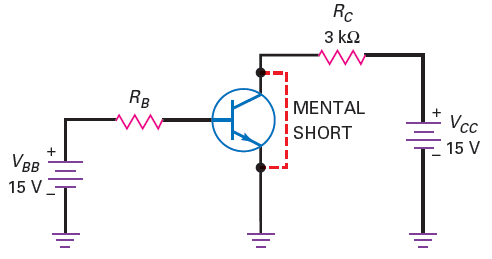 R_C
3 kΩ
R_B
MENTAL
SHORT
V_BB
15 V
+
−
V_CC
15 V
+
−